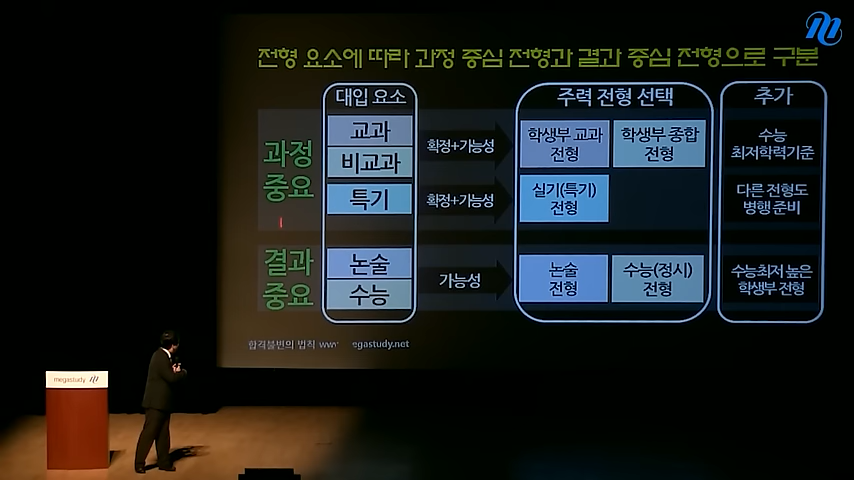 전형 요소에 따라 과정 중심 전형과 결과 중심 전형으로 구분
대입 요소
주력 전형 선택
추가
과정
중요
교과
비교과
확정+가능성
학생부 교과
전형
학생부 종합
전형
수능
최저학력기준
특기
확정+가능성
실기(특기)
전형
다른 전형도
병행 준비
결과
중요
논술
수능
가능성
논술
전형
수능(정시)
전형
수능최저 높은
학생부 전형
합격불변의 법칙 www egastudy.net
megastudy